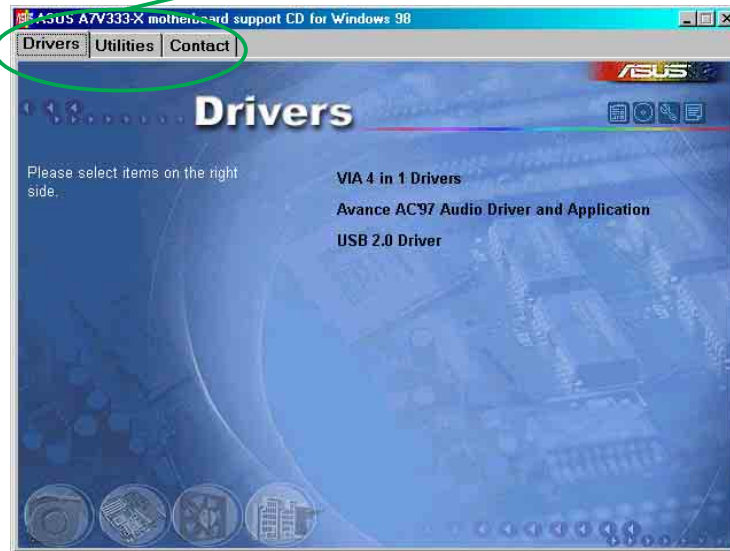 ASUS A7V333-X motherboard support CD for Windows 98
Drivers Utilities Contact
ASUS
Drivers
Please select items on the right
side.
VIA 4 in 1 Drivers
Avance AC'97 Audio Driver and Application
USB 2.0 Driver